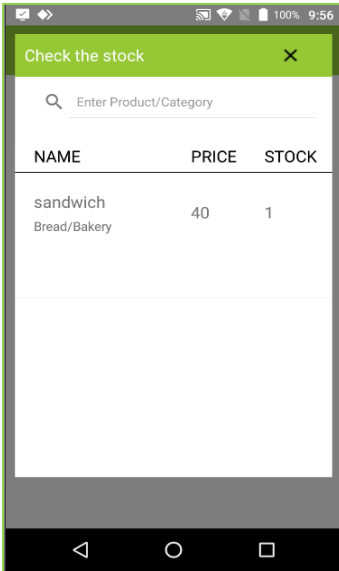 100% 9:56
Check the stock
Enter Product/Category
NAME PRICE STOCK
sandwich 40 1
Bread/Bakery